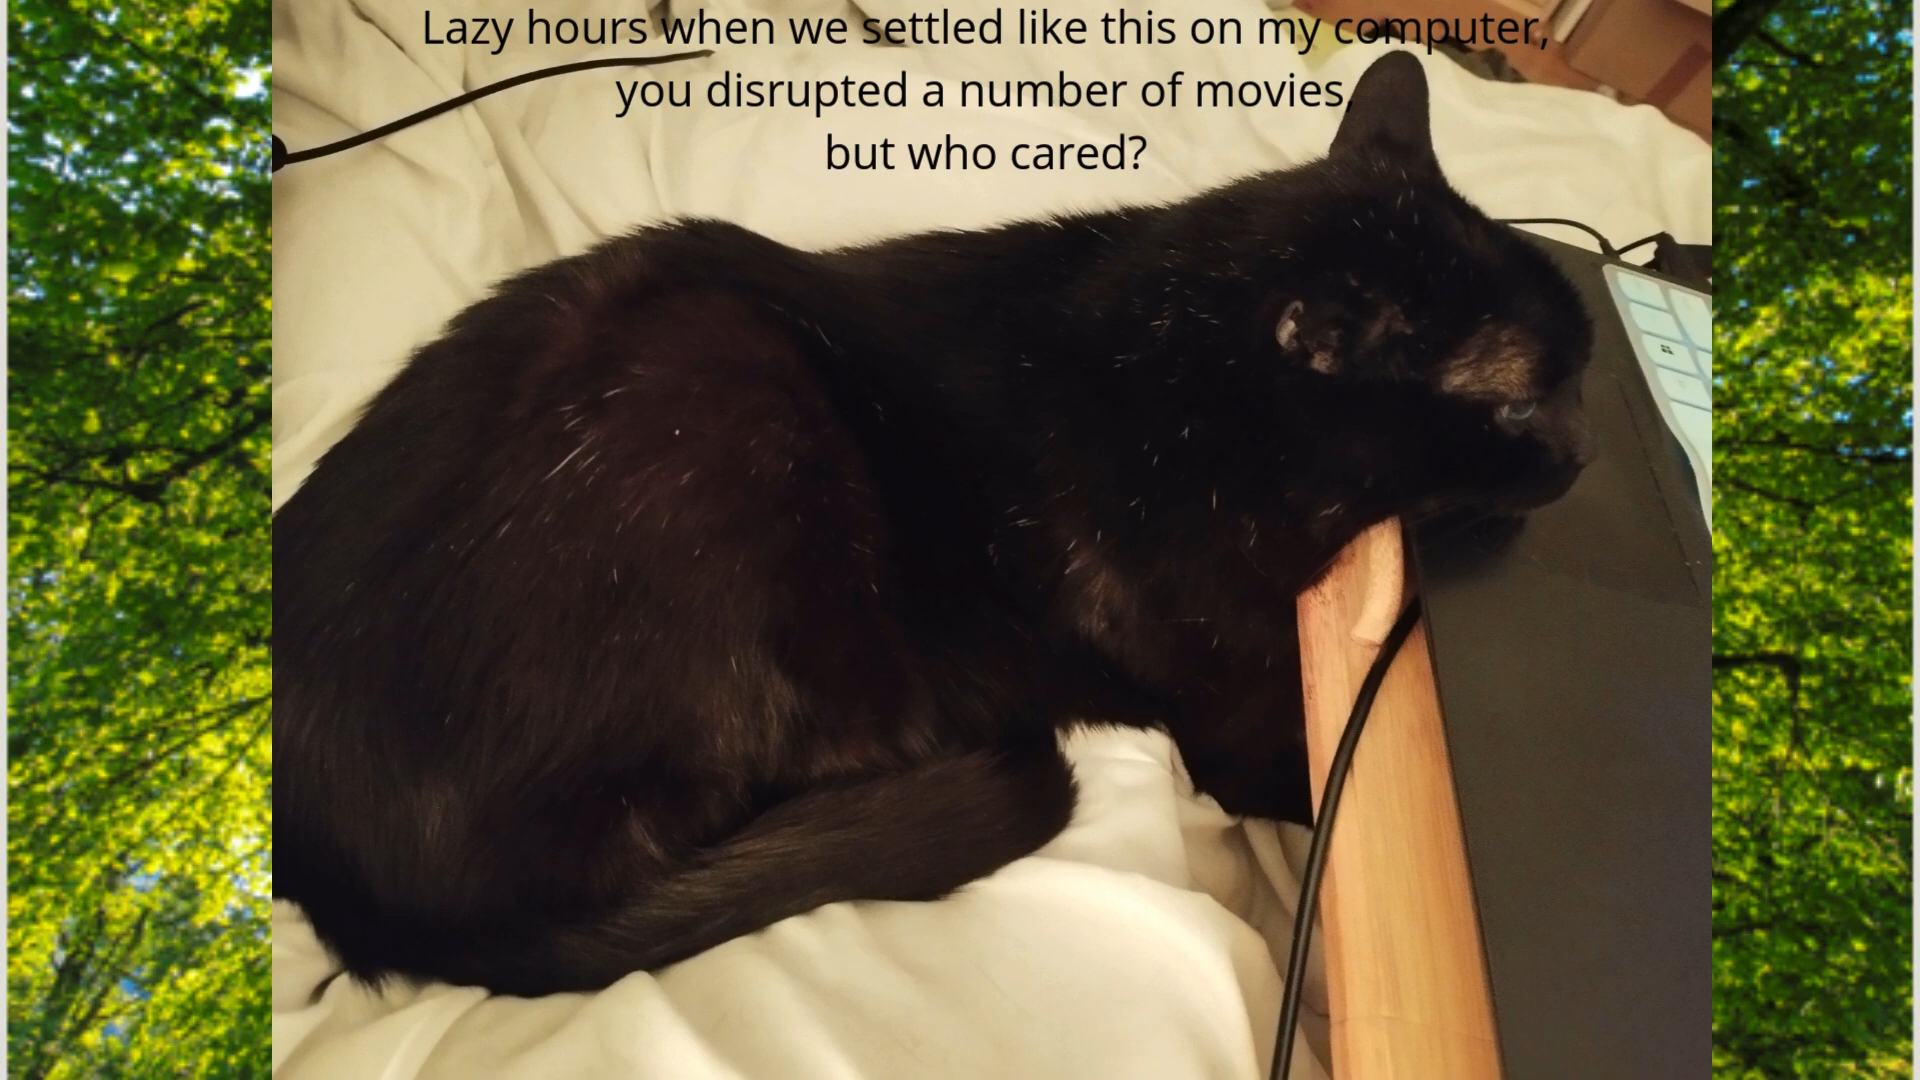 Lazy hours when we settled like this on my computer,
you disrupted a number of movies,
but who cared?